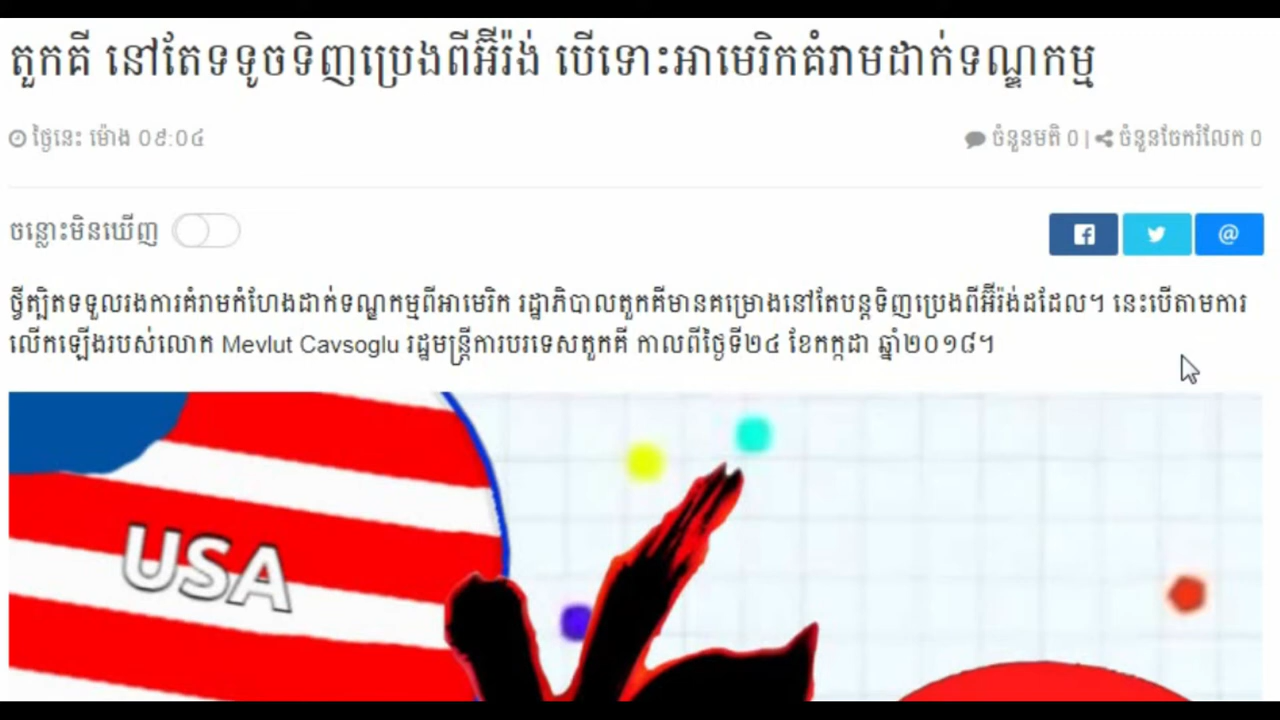 តួកគី នៅតែទទូចទិញប្រេងពីអ៊ីរ៉ង់ បើទោះអាមេរិកគំរាមដាក់ទណ្ឌកម្ម
ថ្ងៃនេះ ម៉ោង ០៩:០៤
ចំនួនមតិ 0 | ចំនួនចែករំលែក 0
ចន្លោះមិនឃើញ
@
ថ្វីត្បិតទទួលរងការគំរាមកំហែងដាក់ទណ្ឌកម្មពីអាមេរិក រដ្ឋាភិបាលតួកគីមានគម្រោងនៅតែបន្តទិញប្រេងពីអ៊ីរ៉ង់ដដែល។ នេះបើតាមការ
លើកឡើងរបស់លោក Mevlut Cavsoglu រដ្ឋមន្ត្រីការបរទេសតួកគី កាលពីថ្ងៃទី២៤ ខែកក្កដា ឆ្នាំ២០១៨។
USA